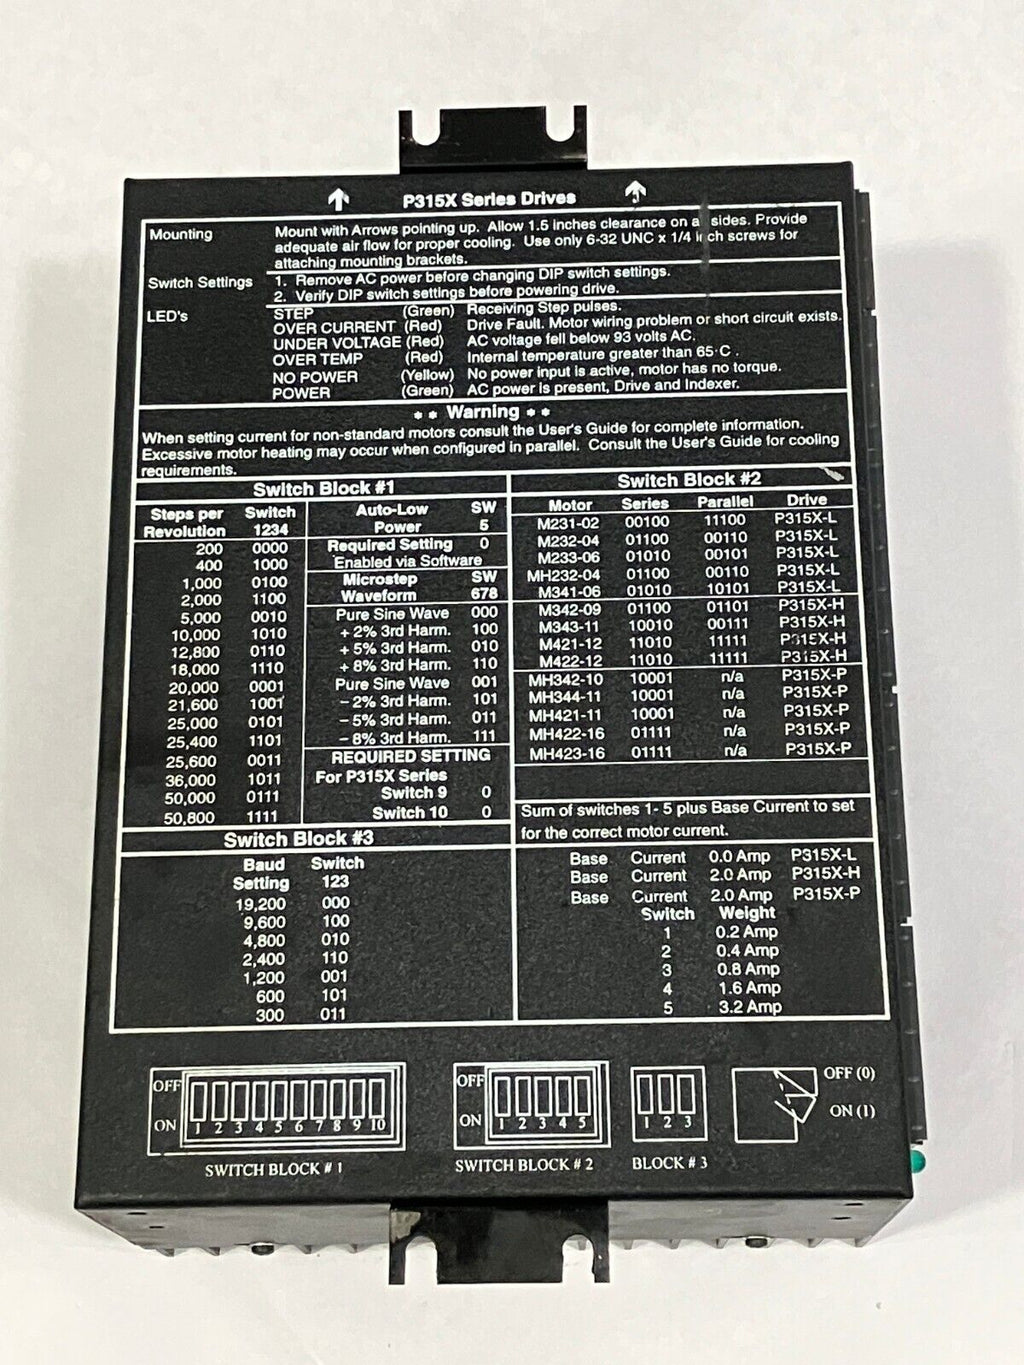 P315X Series Drives
Mounting Mount with Arrows pointing up. Allow 1.5 inches clearance on a sides. Provide
adequate air flow for proper cooling. Use only 6-32 UNC x 1/4 inch screws for
attaching mounting brackets.
Switch Settings 1. Remove AC power before changing DIP switch settings.
2. Verify DIP switch settings before powering drive.
LED's STEP (Green) Receiving Step pulses.
OVER CURRENT (Red) Drive Fault. Motor wiring problem or short circuit exists.
UNDER VOLTAGE (Red) AC voltage fell below 93 volts AC.
OVER TEMP (Red) Internal temperature greater than 65·C .
NO POWER (Yellow) No power input is active, motor has no torque.
POWER (Green) AC power is present, Drive and Indexer.
* * Warning * *
When setting current for non-standard motors consult the User's Guide for complete information.
Excessive motor heating may occur when configured in parallel. Consult the User's Guide for cooling
requirements.
Switch Block #1
Steps per Switch
Revolution 1234
200 0000
400 1000
1,000 0100
2,000 1100
5,000 0010
10,000 1010
12,800 0110
18,000 1110
20,000 0001
21,600 1001
25,000 0101
25,400 1101
25,600 0011
36,000 1011
50,000 0111
50,800 1111
Auto-Low SW
Power 5
Required Setting 0
Enabled via Software
Microstep SW
Waveform 678
Pure Sine Wave 000
+ 2% 3rd Harm. 100
+ 5% 3rd Harm. 010
+ 8% 3rd Harm. 110
Pure Sine Wave 001
– 2% 3rd Harm. 101
– 5% 3rd Harm. 011
– 8% 3rd Harm. 111
REQUIRED SETTING
For P315X Series
Switch 9 0
Switch 10 0
Switch Block #2
Motor Series Parallel Drive
M231-02 00100 11100 P315X-L
M232-04 01100 00110 P315X-L
M233-06 01010 00101 P315X-L
MH232-04 01100 00110 P315X-L
M341-06 01010 10101 P315X-L
M342-09 01100 01101 P315X-H
M343-11 10010 00111 P315X-H
M421-12 11010 11111 P315X-H
M422-12 11010 11111 P315X-H
MH342-10 10001 n/a P315X-P
MH344-11 10001 n/a P315X-P
MH421-11 10001 n/a P315X-P
MH422-16 01111 n/a P315X-P
MH423-16 01111 n/a P315X-P
Sum of switches 1- 5 plus Base Current to set
for the correct motor current.
Base Current 0.0 Amp P315X-L
Base Current 2.0 Amp P315X-H
Base Current 2.0 Amp P315X-P
Switch Weight
1 0.2 Amp
2 0.4 Amp
3 0.8 Amp
4 1.6 Amp
5 3.2 Amp
Switch Block #3
Baud Switch
Setting 123
19,200 000
9,600 100
4,800 010
2,400 110
1,200 001
600 101
300 011
OFF
ON
1 2 3 4 5 6 7 8 9 10
SWITCH BLOCK # 1
OFF
ON
1 2 3 4 5
SWITCH BLOCK # 2
1 2 3
BLOCK # 3
OFF (0)
ON (1)